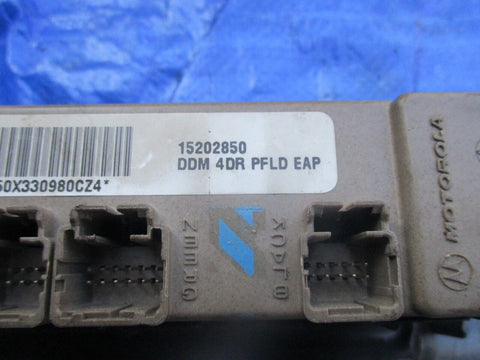 15202850
DDM 4DR PFLD EAP
50X330980CZ4*
MOTOROLA